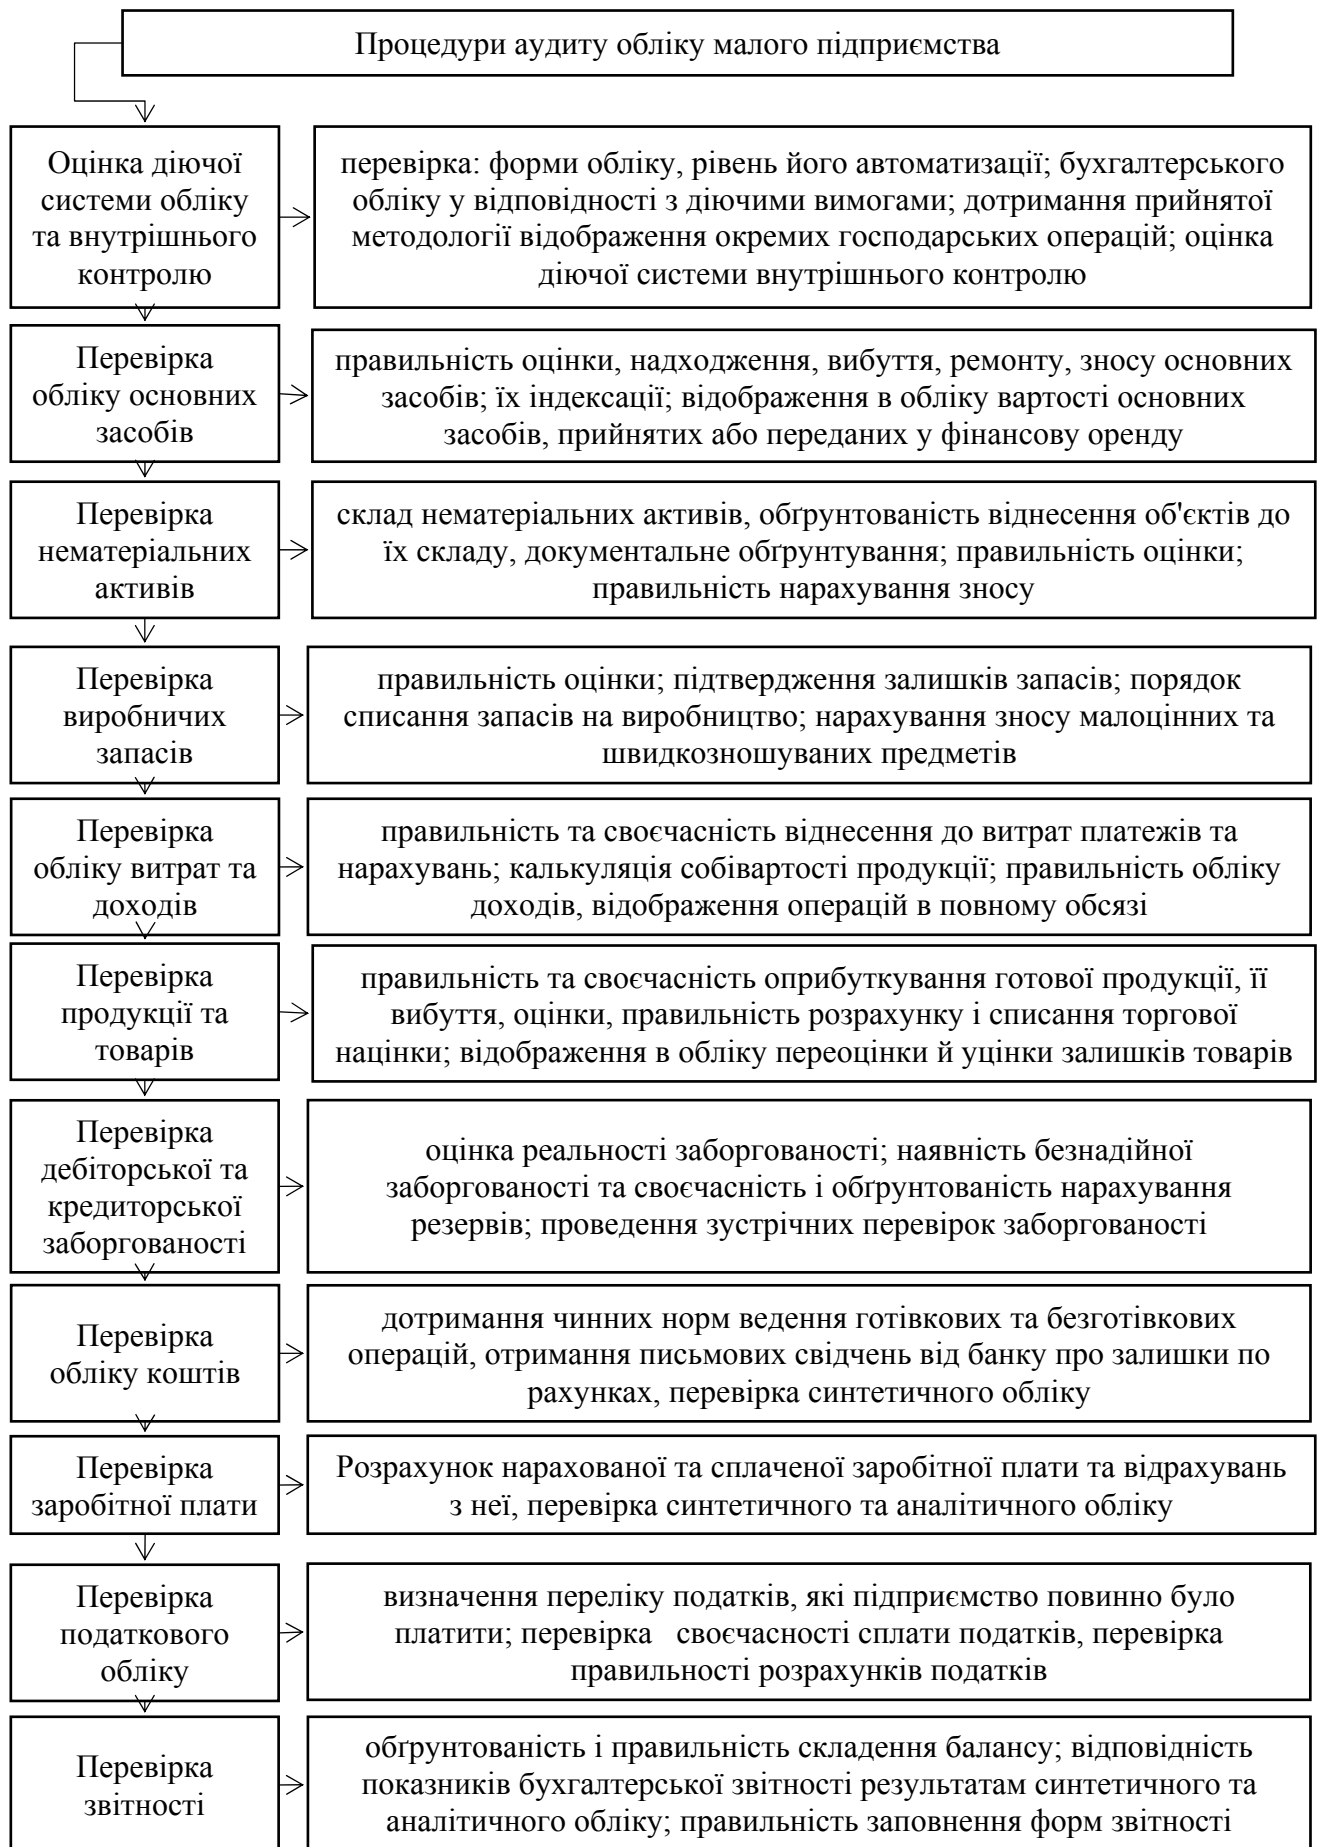 Процедури аудиту обліку малого підприємства
Оцінка діючої
системи обліку
та внутрішнього
контролю
перевірка: форми обліку, рівень його автоматизації; бухгалтерського
обліку у відповідності з діючими вимогами; дотримання прийнятої
методології відображення окремих господарських операцій; оцінка
діючої системи внутрішнього контролю
Перевірка
обліку основних
засобів
правильність оцінки, надходження, вибуття, ремонту, зносу основних
засобів; їх індексації; відображення в обліку вартості основних
засобів, прийнятих або переданих у фінансову оренду
Перевірка
нематеріальних
активів
склад нематеріальних активів, обґрунтованість віднесення об'єктів до
їх складу, документальне обґрунтування; правильність оцінки;
правильність нарахування зносу
Перевірка
виробничих
запасів
правильність оцінки; підтвердження залишків запасів; порядок
списання запасів на виробництво; нарахування зносу малоцінних та
швидкозношуваних предметів
Перевірка
обліку витрат та
доходів
правильність та своєчасність віднесення до витрат платежів та
нарахувань; калькуляція собівартості продукції; правильність обліку
доходів, відображення операцій в повному обсязі
Перевірка
продукції та
товарів
правильність та своєчасність оприбуткування готової продукції, її
вибуття, оцінки, правильність розрахунку і списання торгової
націнки; відображення в обліку переоцінки й уцінки залишків товарів
Перевірка
дебіторської та
кредиторської
заборгованості
оцінка реальності заборгованості; наявність безнадійної
заборгованості та своєчасність і обґрунтованість нарахування
резервів; проведення зустрічних перевірок заборгованості
Перевірка
обліку коштів
дотримання чинних норм ведення готівкових та безготівкових
операцій, отримання письмових свідчень від банку про залишки по
рахунках, перевірка синтетичного обліку
Перевірка
заробітної плати
Розрахунок нарахованої та сплаченої заробітної плати та відрахувань
з неї, перевірка синтетичного та аналітичного обліку
Перевірка
податкового
обліку
визначення переліку податків, які підприємство повинно було
платити; перевірка своєчасності сплати податків, перевірка
правильності розрахунків податків
Перевірка
звітності
обґрунтованість і правильність складення балансу; відповідність
показників бухгалтерської звітності результатам синтетичного та
аналітичного обліку; правильність заповнення форм звітності